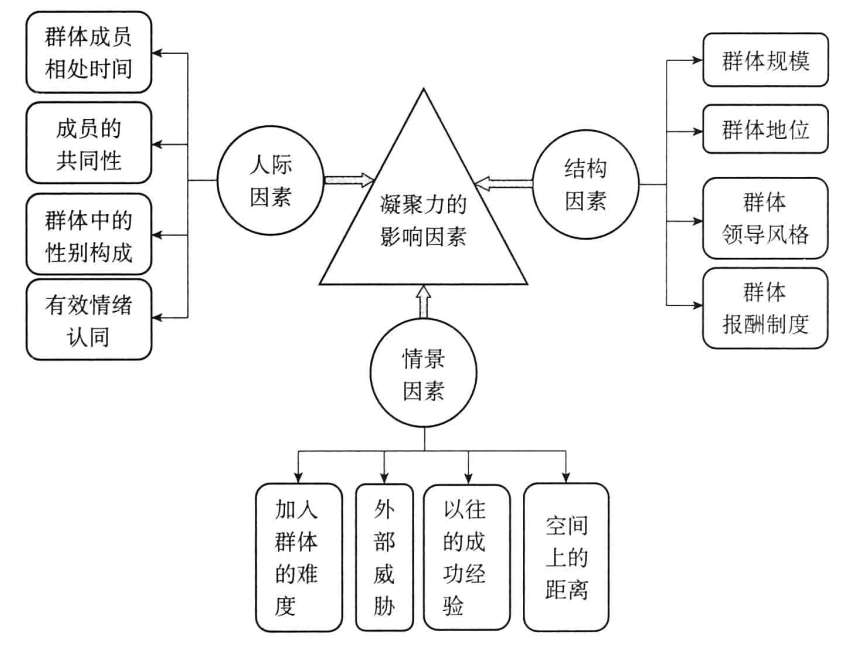 群体成员
相处时间
成员的
共同性
群体中的
性别构成
有效情绪
认同
人际
因素
凝聚力的
影响因素
结构
因素
群体规模
群体地位
群体
领导风格
群体
报酬制度
情景
因素
加入
群体
的难
度
外
部
威
胁
以往
的成
功经
验
空间
上的
距离